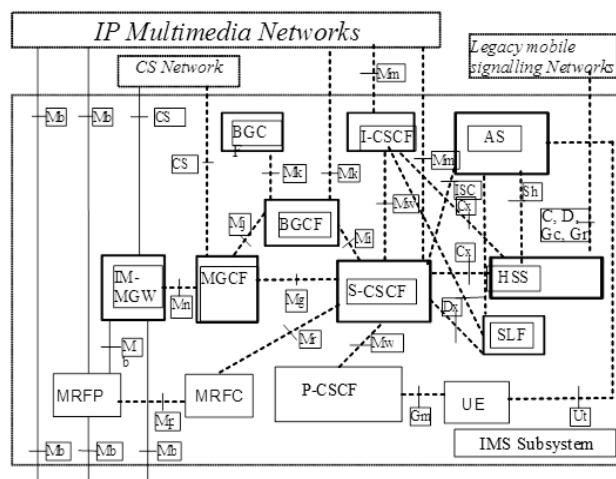 IP Multimedia Networks
Legacy mobile
signalling Networks
CS Network
Mm
Mb
Mb
CS
BGC
F
I-CSCF
AS
CS
Mk
Mk
Mm
ISC
Sh
Mw
Cx
C, D,
Gc, Gr
BGCF
Mj
Mi
Cx
IM-
MGW
MGCF
S-CSCF
HSS
Mn
Mg
Dx
SLF
M
b
Mr
Mw
MRFP
MRFC
P-CSCF
UE
Mp
Gm
Ut
Mb
Mb
Mb
IMS Subsystem